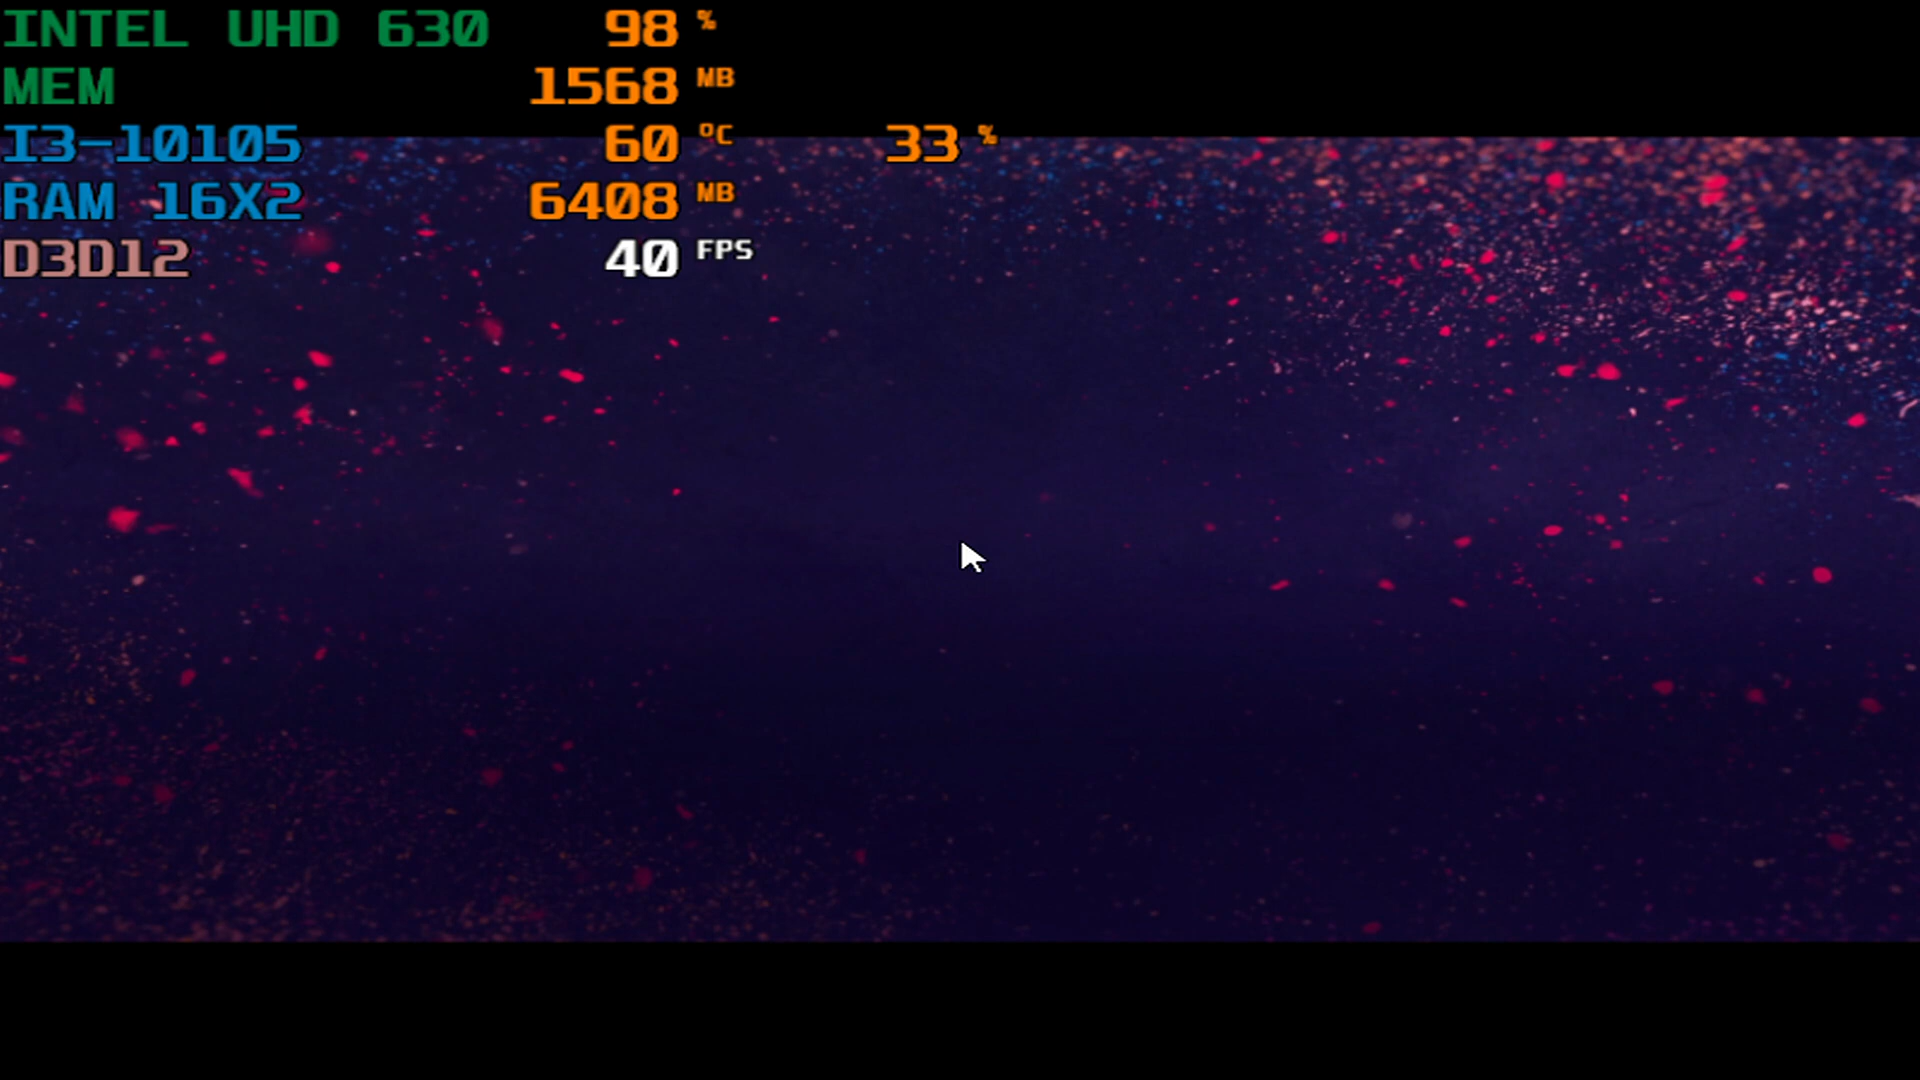 INTEL UHD 630 98 %
MEM 1568 MB
I3-10105 60 °C 33 %
RAM 16X2 6408 MB
D3D12 40 FPS